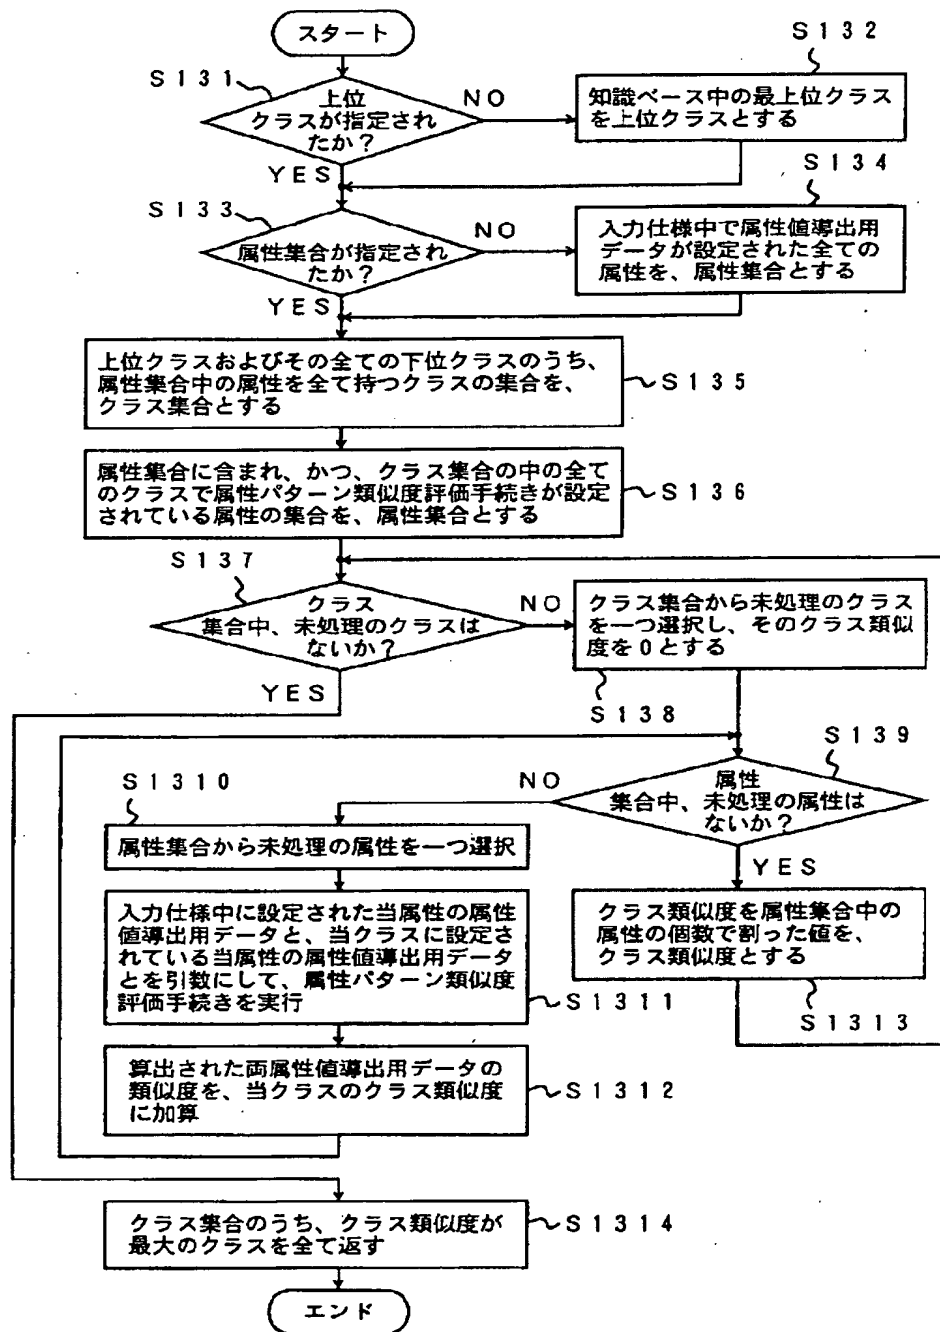 スタート
S131
上位
クラスが指定され
たか?
NO
YES
S132
知識ベース中の最上位クラス
を上位クラスとする
S133
属性集合が指定され
たか?
NO
YES
S134
入力仕様中で属性値導出用
データが設定された全ての
属性を、属性集合とする
上位クラスおよびその全ての下位クラスのうち、
属性集合中の属性を全て持つクラスの集合を、
クラス集合とする
S135
属性集合に含まれ、かつ、クラス集合の中の全て
のクラスで属性パターン類似度評価手続きが設定
されている属性の集合を、属性集合とする
S136
S137
クラス
集合中、未処理のクラスは
ないか?
NO
YES
クラス集合から未処理のクラス
を一つ選択し、そのクラス類似
度を0とする
S138
S139
属性
集合中、未処理の属性は
ないか?
NO
YES
S1310
属性集合から未処理の属性を一つ選択
入力仕様中に設定された当属性の属性
値導出用データと、当クラスに設定さ
れている当属性の属性値導出用データ
とを引数にして、属性パターン類似度
評価手続きを実行
S1311
クラス類似度を属性集合中の
属性の個数で割った値を、
クラス類似度とする
S1313
算出された両属性値導出用データの
類似度を、当クラスのクラス類似度
に加算
S1312
クラス集合のうち、クラス類似度が
最大のクラスを全て返す
S1314
エンド